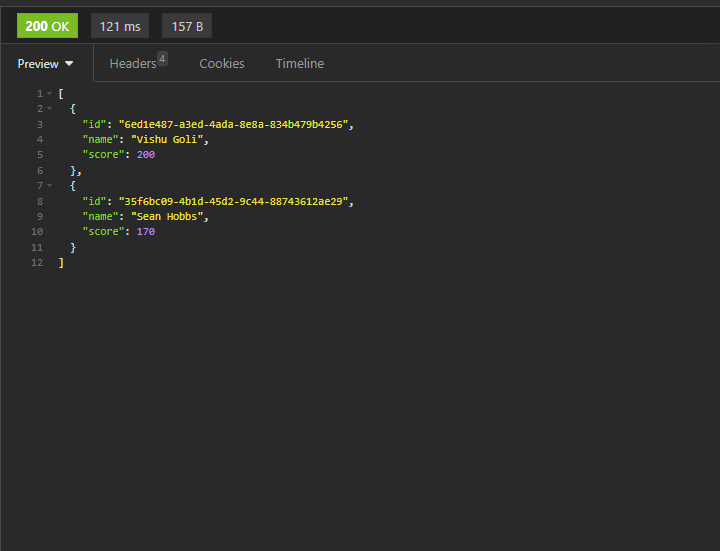 200 OK 121 ms 157 B
Preview Headers 4 Cookies Timeline
1 [
2 {
3 "id": "6ed1e487-a3ed-4ada-8e8a-834b479b4256",
4 "name": "Vishu Goli",
5 "score": 200
6 },
7 {
8 "id": "35f6bc09-4b1d-45d2-9c44-88743612ae29",
9 "name": "Sean Hobbs",
10 "score": 170
11 }
12 ]